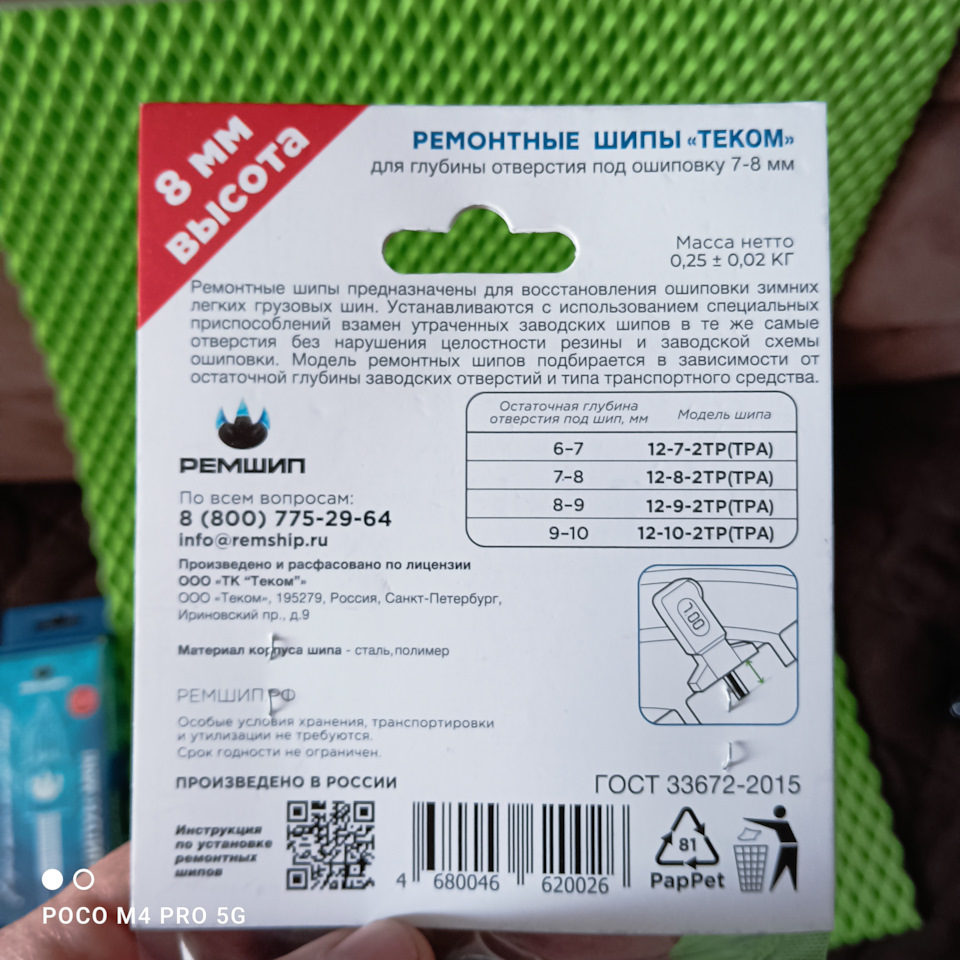 8 мм
высота
РЕМОНТНЫЕ ШИПЫ «ТЕКОМ»
для глубины отверстия под ошиповку 7-8 мм
Масса нетто
0,25 ± 0,02 КГ
Ремонтные шипы предназначены для восстановления ошиповки зимних
легких грузовых шин. Устанавливаются с использованием специальных
приспособлений взамен утраченных заводских шипов в те же самые
отверстия без нарушения целостности резины и заводской схемы
ошиповки. Модель ремонтных шипов подбирается в зависимости от
остаточной глубины заводских отверстий и типа транспортного средства.
Остаточная глубина
отверстия под шип, мм
Модель шипа
6–7 12-7-2ТР(ТРА)
7–8 12-8-2ТР(ТРА)
8–9 12-9-2ТР(ТРА)
9–10 12-10-2ТР(ТРА)
РЕМШИП
По всем вопросам:
8 (800) 775-29-64
info@remship.ru
Произведено и расфасовано по лицензии
ООО «ТК "Теком"»
ООО «Теком», 195279, Россия, Санкт-Петербург,
Ириновский пр., д.9
Материал корпуса шипа - сталь, полимер
1.00
РЕМШИП.РФ
Особые условия хранения, транспортировки
и утилизации не требуются.
Срок годности не ограничен.
ПРОИЗВЕДЕНО В РОССИИ
ГОСТ 33672-2015
Инструкция
по установке
ремонтных
шипов
4 680046 620026
81
PapPet
POCO M4 PRO 5G